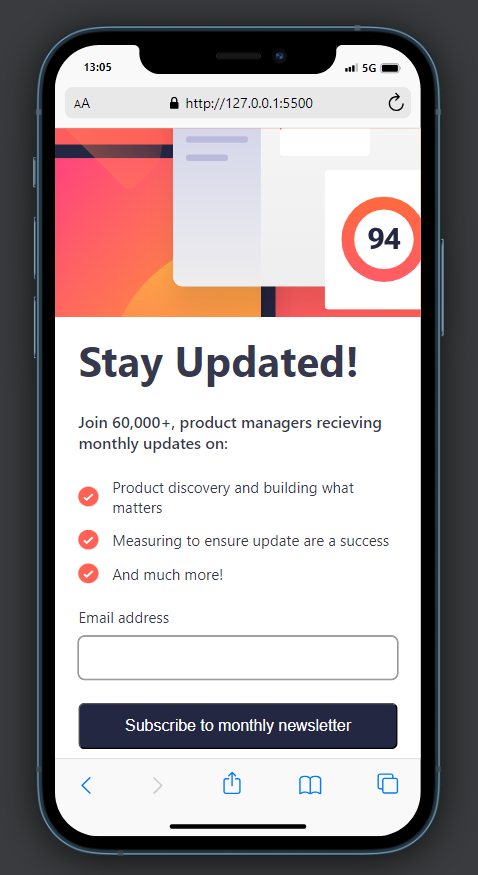 13:05
5G
AA
http://127.0.0.1:5500
94
Stay Updated!
Join 60,000+, product managers recieving
monthly updates on:
Product discovery and building what
matters
Measuring to ensure update are a success
And much more!
Email address
Subscribe to monthly newsletter